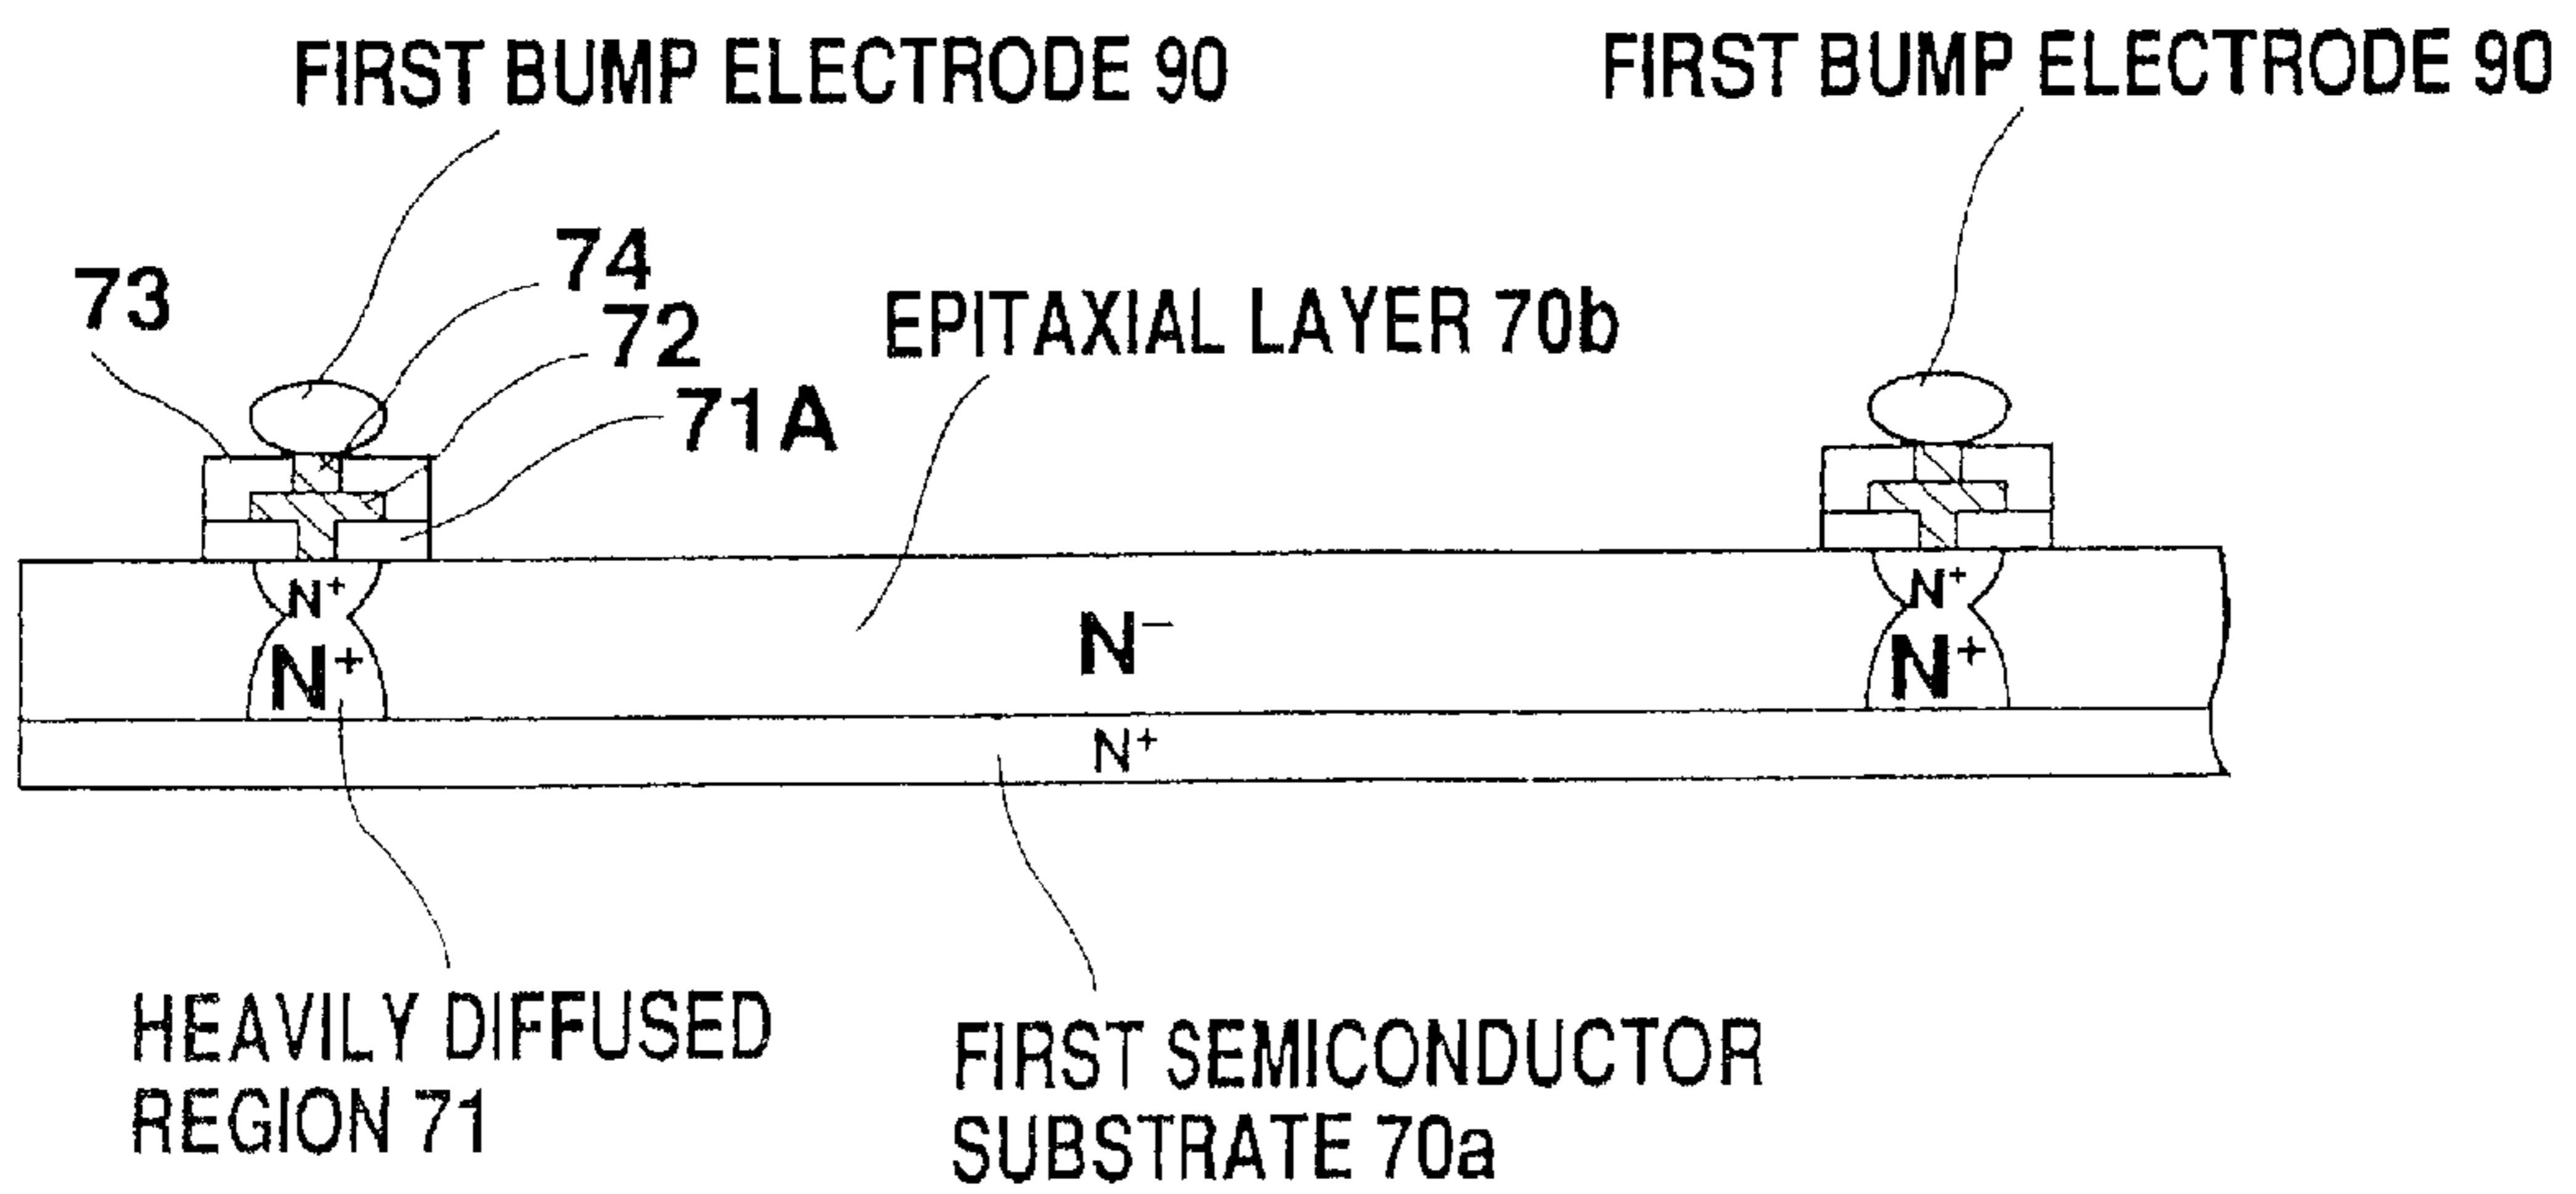 FIRST BUMP ELECTRODE 90
FIRST BUMP ELECTRODE 90
74
73
72
EPITAXIAL LAYER 70b
71A
N+
N+
N−
N+
N+
N+
HEAVILY DIFFUSED
REGION 71
FIRST SEMICONDUCTOR
SUBSTRATE 70a